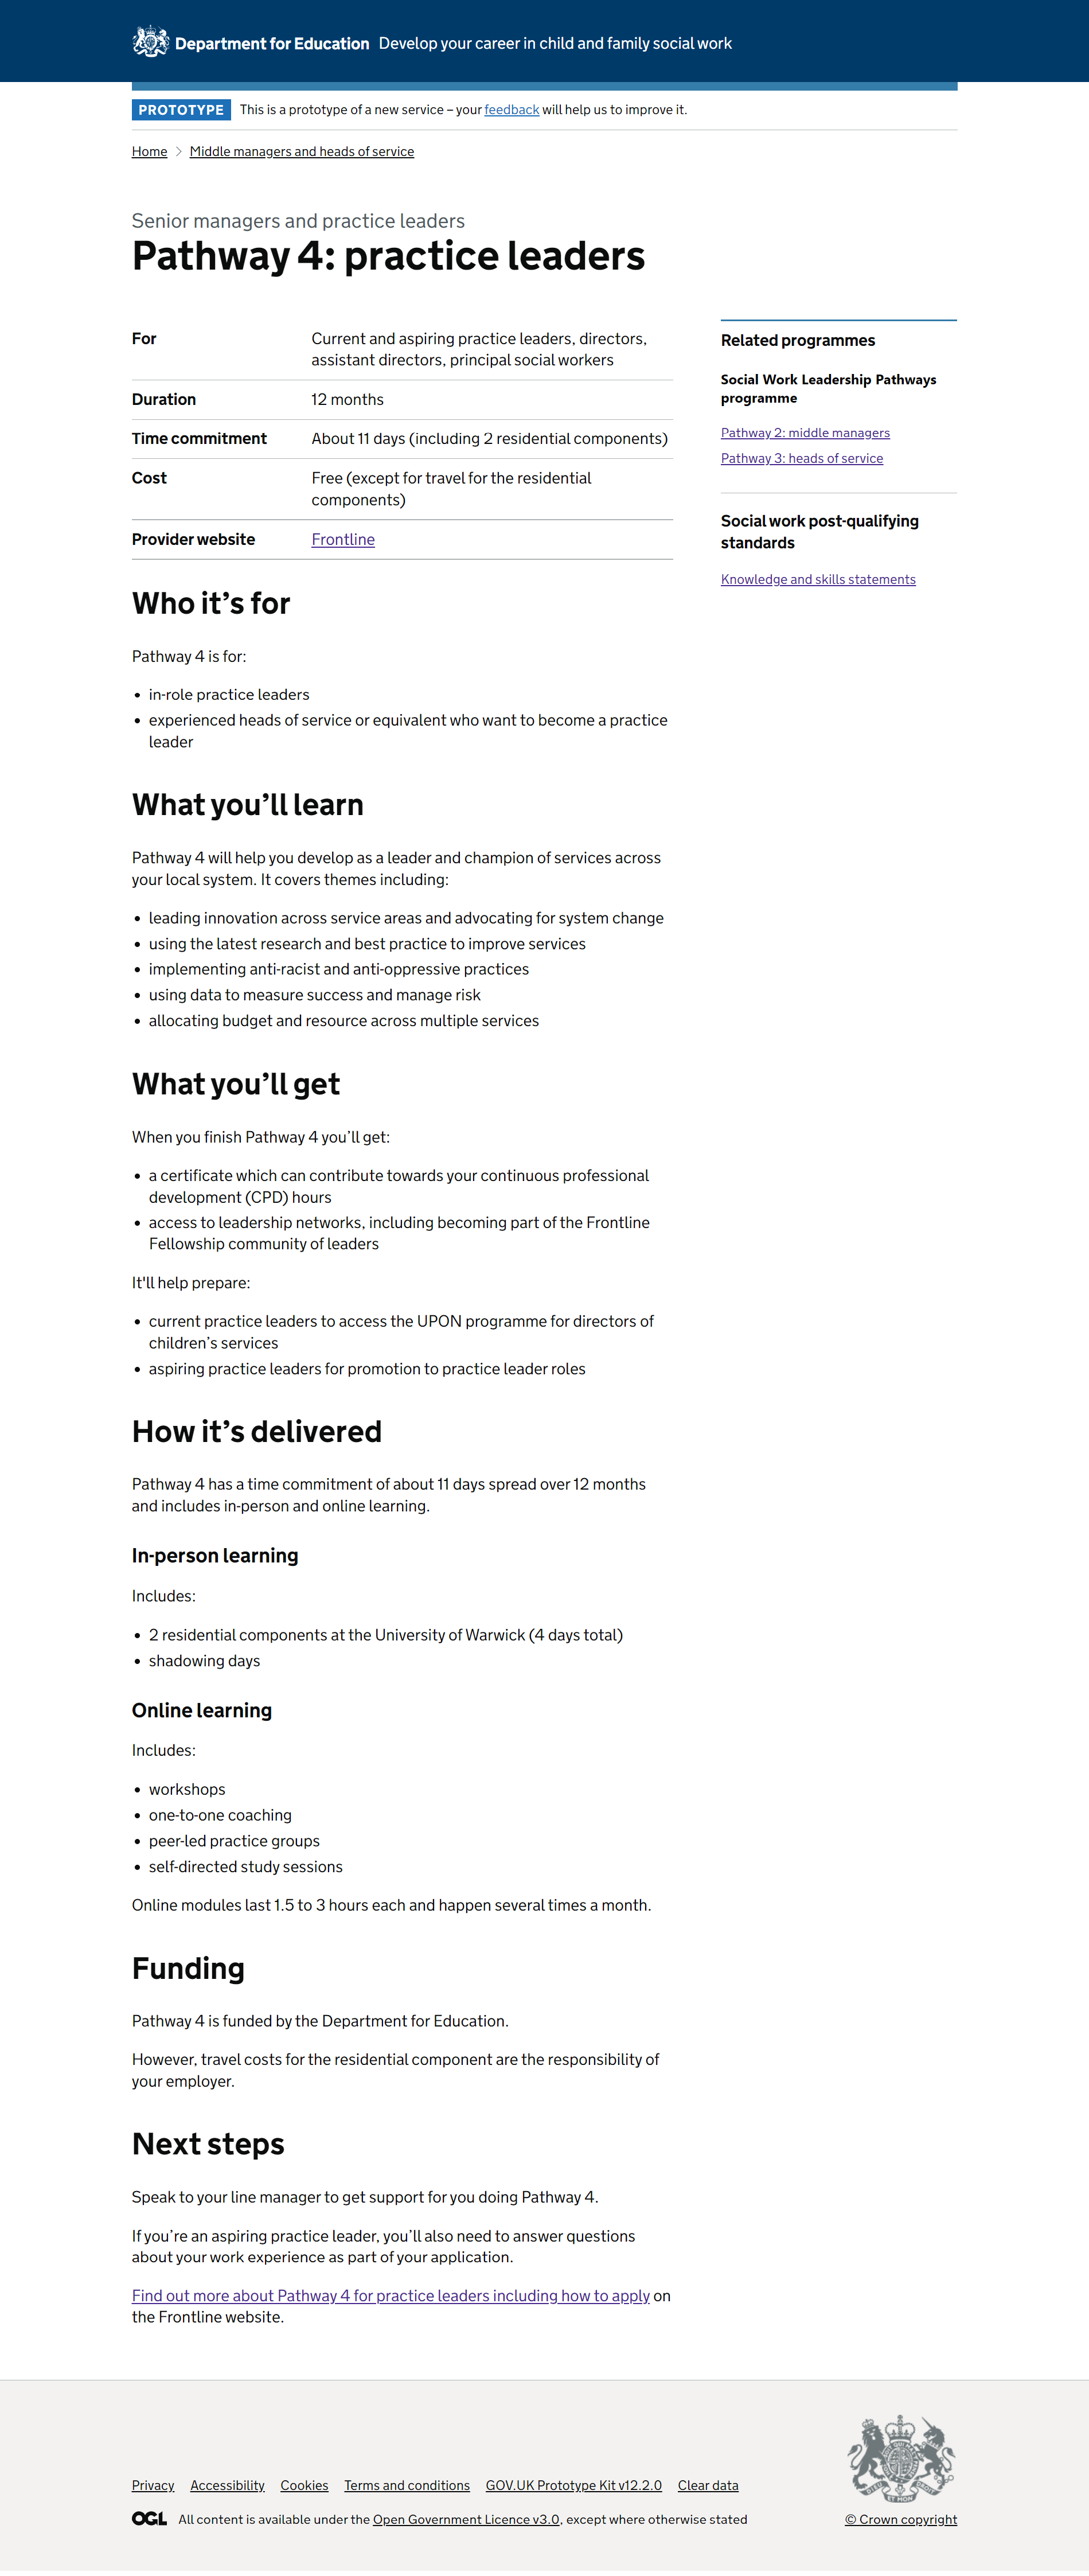 Department for Education Develop your career in child and family social work
PROTOTYPE This is a prototype of a new service – your feedback will help us to improve it.
Home Middle managers and heads of service
Senior managers and practice leaders
Pathway 4: practice leaders
For Current and aspiring practice leaders, directors,
assistant directors, principal social workers
Duration 12 months
Time commitment About 11 days (including 2 residential components)
Cost Free (except for travel for the residential
components)
Provider website Frontline
Related programmes
Social Work Leadership Pathways
programme
Pathway 2: middle managers
Pathway 3: heads of service
Social work post-qualifying
standards
Knowledge and skills statements
Who it’s for
Pathway 4 is for:
• in-role practice leaders
• experienced heads of service or equivalent who want to become a practice
leader
What you’ll learn
Pathway 4 will help you develop as a leader and champion of services across
your local system. It covers themes including:
• leading innovation across service areas and advocating for system change
• using the latest research and best practice to improve services
• implementing anti-racist and anti-oppressive practices
• using data to measure success and manage risk
• allocating budget and resource across multiple services
What you’ll get
When you finish Pathway 4 you’ll get:
• a certificate which can contribute towards your continuous professional
development (CPD) hours
• access to leadership networks, including becoming part of the Frontline
Fellowship community of leaders
It'll help prepare:
• current practice leaders to access the UPON programme for directors of
children’s services
• aspiring practice leaders for promotion to practice leader roles
How it’s delivered
Pathway 4 has a time commitment of about 11 days spread over 12 months
and includes in-person and online learning.
In-person learning
Includes:
• 2 residential components at the University of Warwick (4 days total)
• shadowing days
Online learning
Includes:
• workshops
• one-to-one coaching
• peer-led practice groups
• self-directed study sessions
Online modules last 1.5 to 3 hours each and happen several times a month.
Funding
Pathway 4 is funded by the Department for Education.
However, travel costs for the residential component are the responsibility of
your employer.
Next steps
Speak to your line manager to get support for you doing Pathway 4.
If you’re an aspiring practice leader, you’ll also need to answer questions
about your work experience as part of your application.
Find out more about Pathway 4 for practice leaders including how to apply on
the Frontline website.
Privacy Accessibility Cookies Terms and conditions GOV.UK Prototype Kit v12.2.0 Clear data
OGL All content is available under the Open Government Licence v3.0, except where otherwise stated
© Crown copyright